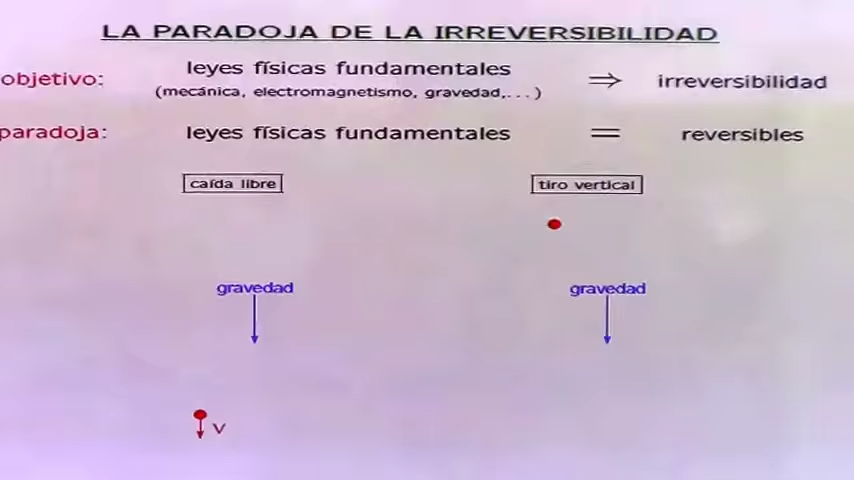 LA PARADOJA DE LA IRREVERSIBILIDAD
objetivo: leyes físicas fundamentales ⇒ irreversibilidad
(mecánica, electromagnetismo, gravedad,...)
paradoja: leyes físicas fundamentales = reversibles
caída libre tiro vertical
gravedad gravedad
v